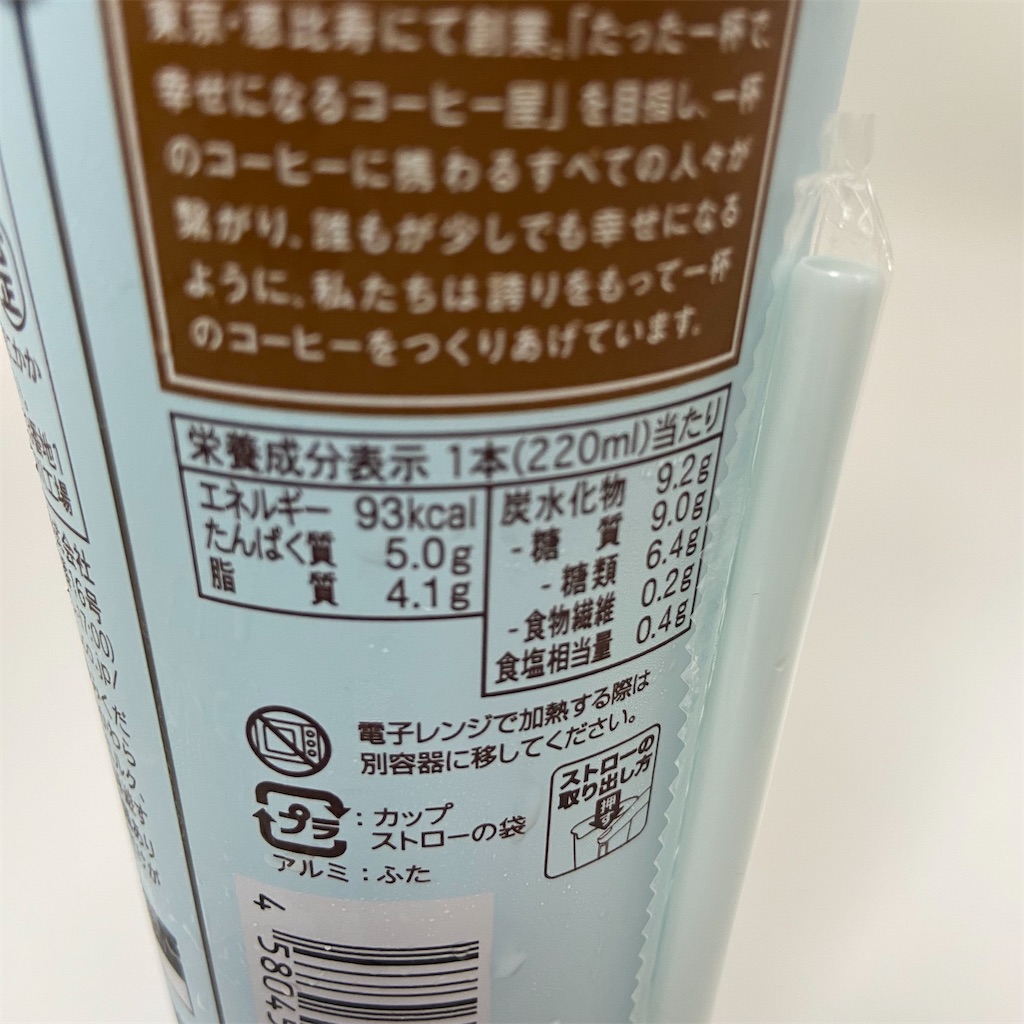 東京・恵比寿にて創業。「たった一杯で、
幸せになるコーヒー屋」を目指し、一杯
のコーヒーに携わるすべての人々が
繋がり、誰もが少しでも幸せになる
ように、私たちは誇りをもって一杯
のコーヒーをつくりあげています。
栄養成分表示 1本(220ml)当たり
エネルギー 93kcal
たんぱく質 5.0g
脂質 4.1g
炭水化物 9.2g
-糖質 9.0g
-糖類 6.4g
-食物繊維 0.2g
食塩相当量 0.4g
電子レンジで加熱する際は
別容器に移してください。
プラ : カップ
ストローの袋
アルミ : ふた
ストローの
取り出し方
押す
4 58045